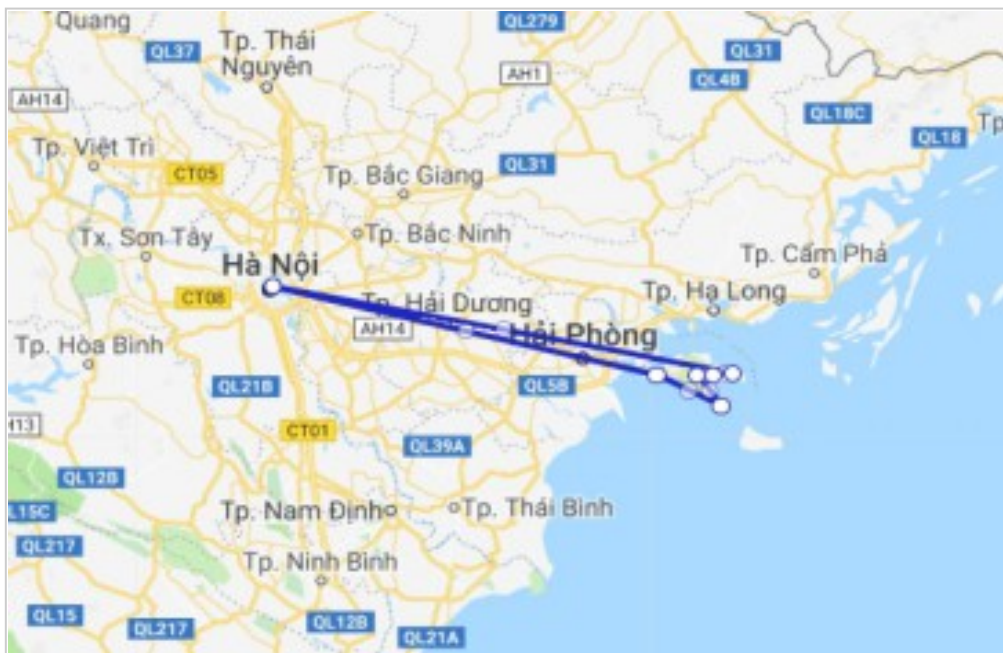 Quang
QL279
QL37
Tp. Thái
Nguyên
QL31
AH1
QL4B
AH14
QL18C
QL18
Tp. Việt Trì
CT05
QL31
Tp. Bắc Giang
Tx. Sơn Tây
Tp. Bắc Ninh
Hà Nội
Tp. Cẩm Phả
CT08
Tp. Hải Dương
Tp. Hạ Long
AH14
Hải Phòng
Tp. Hòa Bình
QL21B
QL5B
H13
CT01
QL39A
QL12B
L15C
Tp. Nam Định
Tp. Thái Bình
QL217
Tp. Ninh Bình
QL15
QL217
QL12B
QL21A